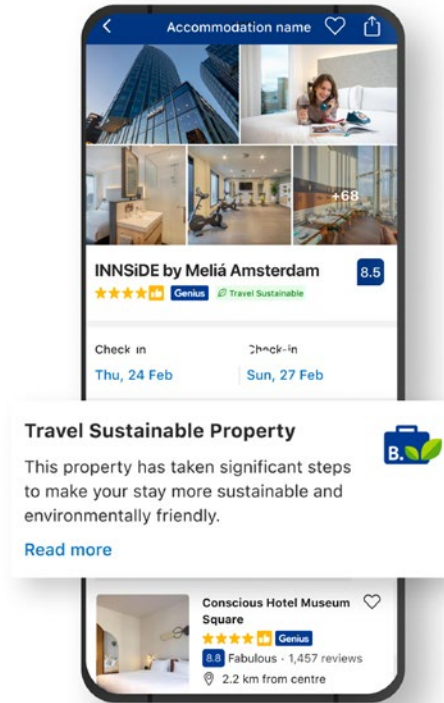 Accommodation name
+68
INNSiDE by Meliá Amsterdam
8.5
Genius
Travel Sustainable
Check in
Check-in
Thu, 24 Feb
Sun, 27 Feb
Travel Sustainable Property
This property has taken significant steps
to make your stay more sustainable and
environmentally friendly.
Read more
B.
Conscious Hotel Museum
Square
Genius
8.8 Fabulous · 1,457 reviews
2.2 km from centre